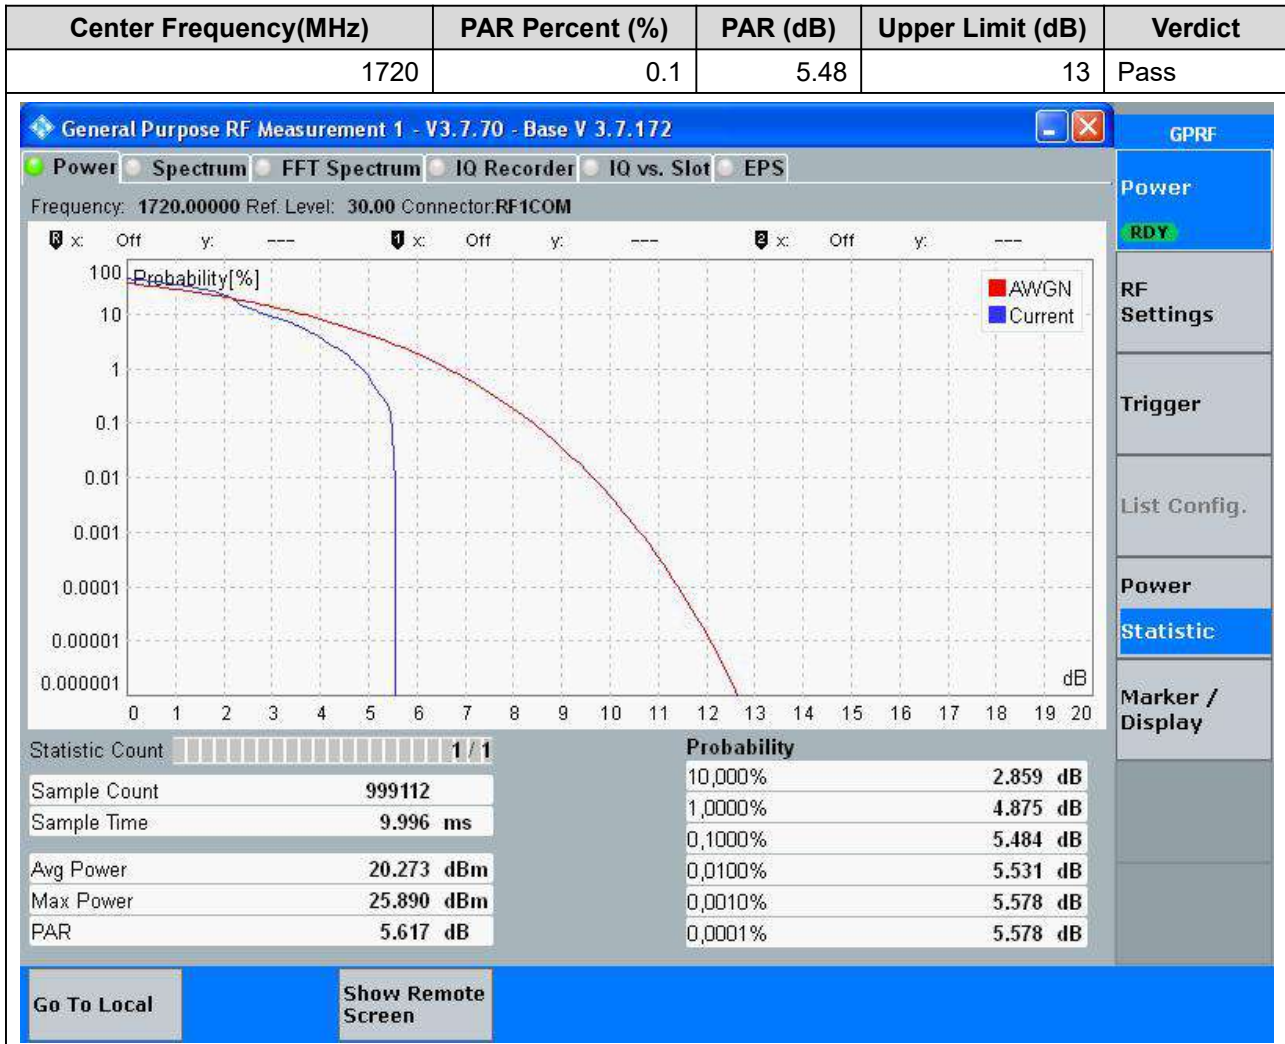 Center Frequency(MHz) PAR Percent (%) PAR (dB) Upper Limit (dB) Verdict
1720 0.1 5.48 13 Pass
General Purpose RF Measurement 1 - V3.7.70 - Base V 3.7.172
GPRF
Power Spectrum FFT Spectrum IQ Recorder IQ vs. Slot EPS
Frequency: 1720.00000 Ref. Level: 30.00 Connector:RF1COM
R x: Off y: --- 1 x: Off y: --- 2 x: Off y: ---
Probability[%]
AWGN
Current
100
10
1
0.1
0.01
0.001
0.0001
0.00001
0.000001
dB
0 1 2 3 4 5 6 7 8 9 10 11 12 13 14 15 16 17 18 19 20
Statistic Count 1 / 1
Sample Count 999112
Sample Time 9.996 ms
Avg Power 20.273 dBm
Max Power 25.890 dBm
PAR 5.617 dB
Probability
10,000% 2.859 dB
1,0000% 4.875 dB
0,1000% 5.484 dB
0,0100% 5.531 dB
0,0010% 5.578 dB
0,0001% 5.578 dB
Power
RDY
RF
Settings
Trigger
List Config.
Power
Statistic
Marker /
Display
Go To Local
Show Remote
Screen